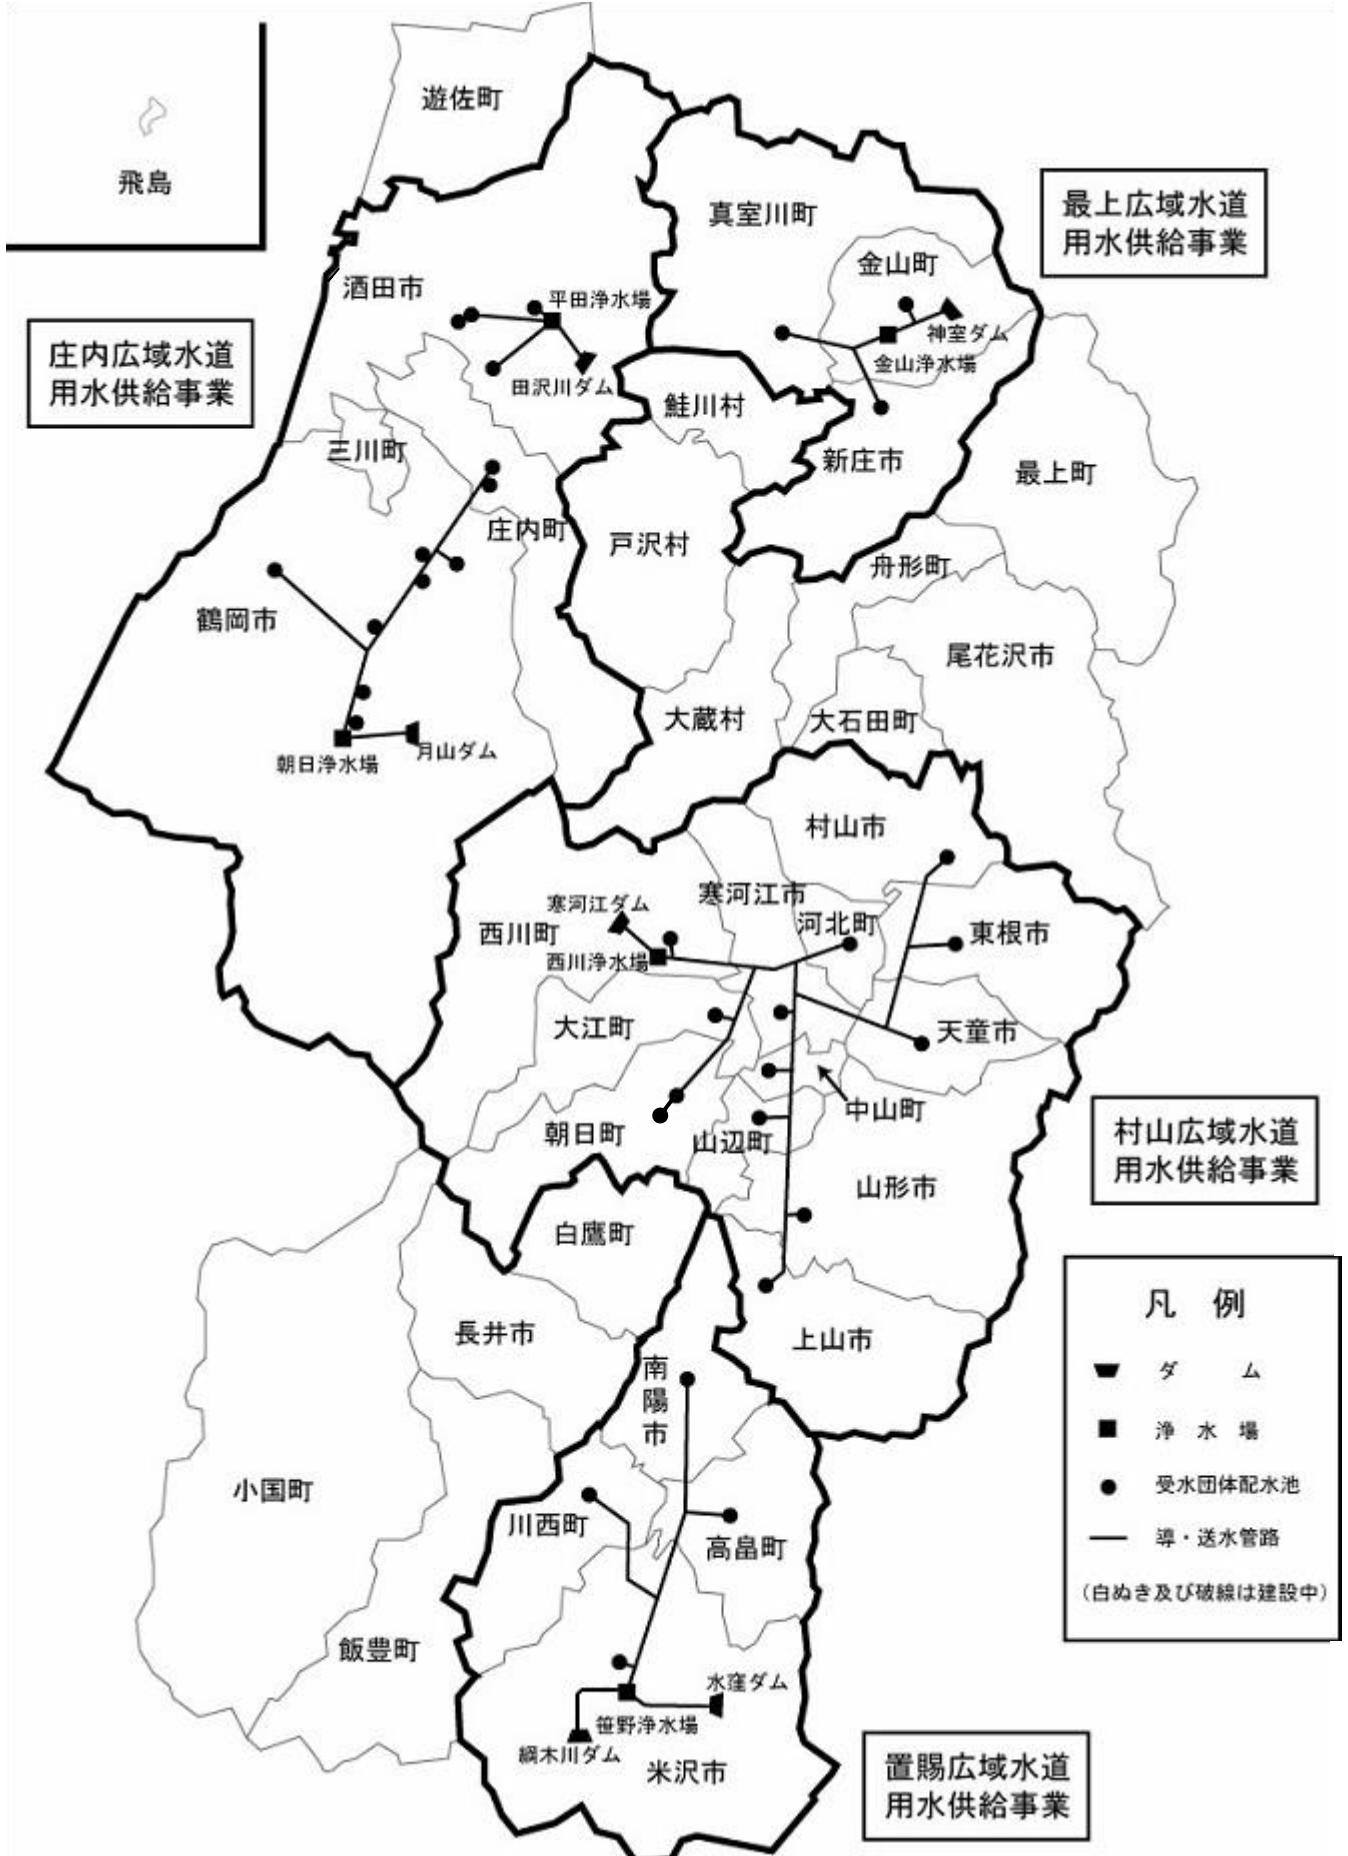 遊佐町
飛島
真室川町
最上広域水道
用水供給事業
金山町
酒田市
平田浄水場
神室ダム
金山浄水場
庄内広域水道
用水供給事業
田沢川ダム
鮭川村
三川町
新庄市
最上町
庄内町
戸沢村
舟形町
鶴岡市
尾花沢市
大蔵村
大石田町
月山ダム
朝日浄水場
村山市
寒河江市
寒河江ダム
河北町
西川町
東根市
西川浄水場
大江町
天童市
中山町
朝日町
山辺町
村山広域水道
用水供給事業
山形市
白鷹町
長井市
上山市
南陽市
凡 例
ダ ム
浄 水 場
受水団体配水池
導・送水管路
(白ぬき及び破線は建設中)
小国町
川西町
高畠町
飯豊町
水窪ダム
笹野浄水場
綱木川ダム
米沢市
置賜広域水道
用水供給事業